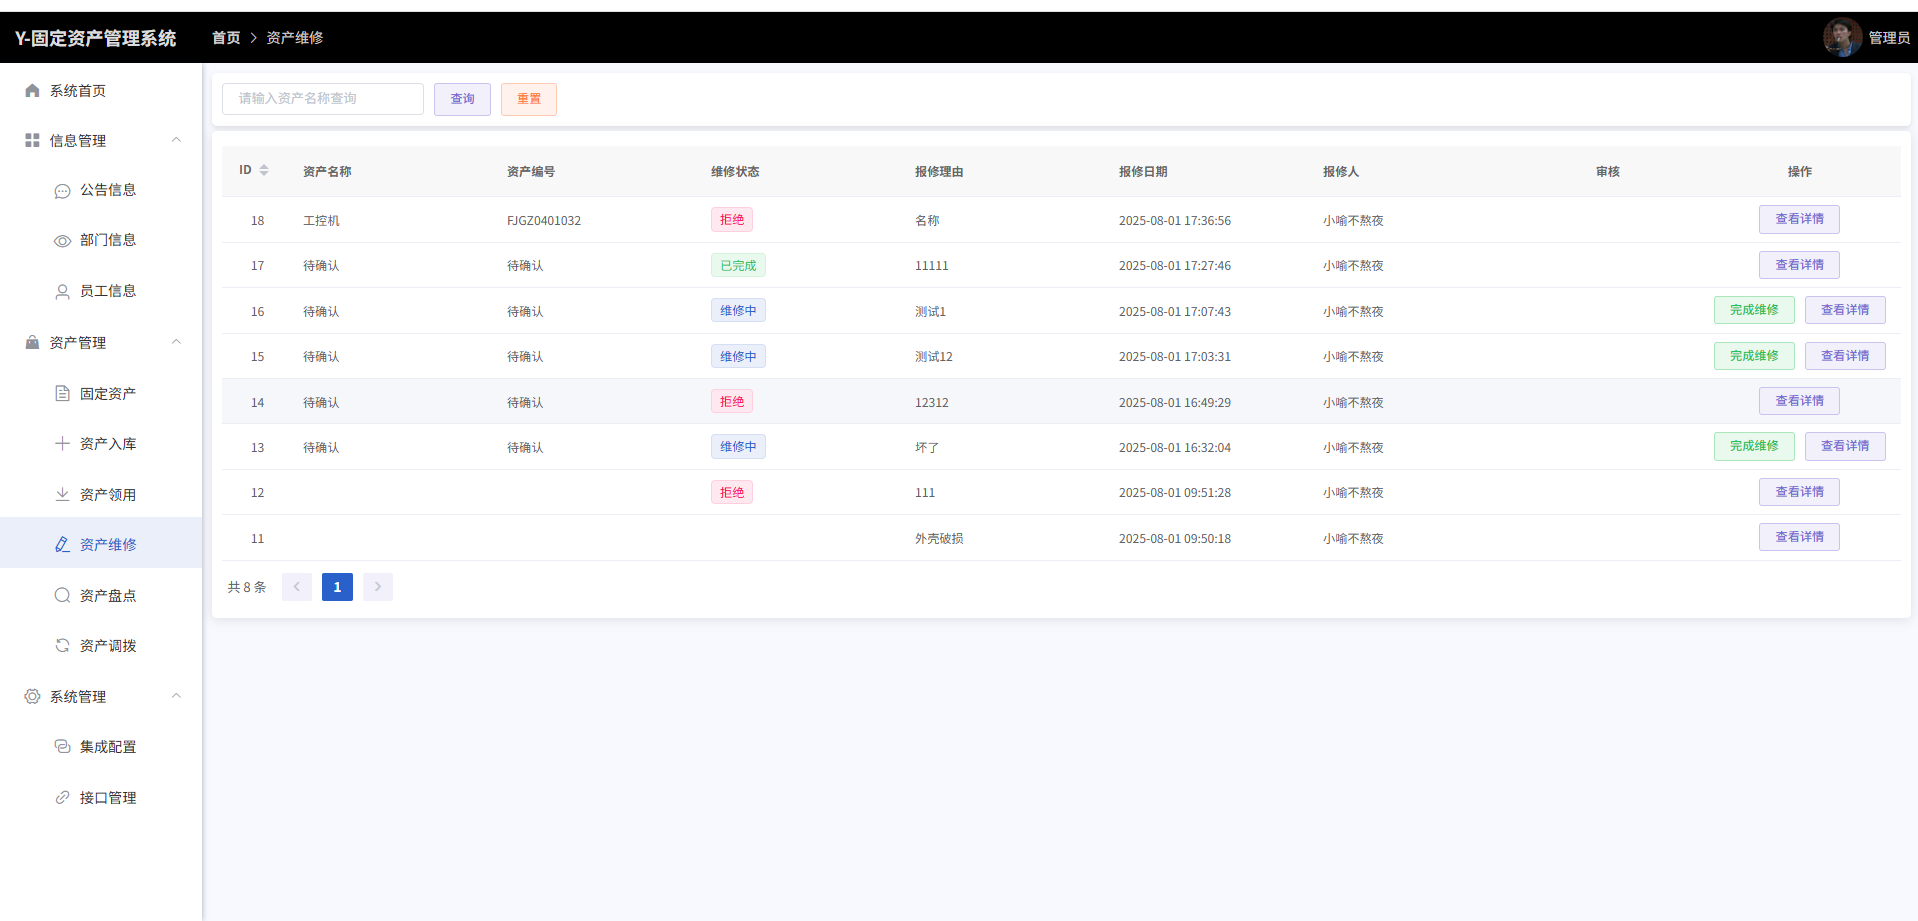 Y-固定资产管理系统 首页 > 资产维修 管理员
系统首页
信息管理
公告信息
部门信息
员工信息
资产管理
固定资产
资产入库
资产领用
资产维修
资产盘点
资产调拨
系统管理
集成配置
接口管理
请输入资产名称查询 查询 重置
ID 资产名称 资产编号 维修状态 报修理由 报修日期 报修人 审核 操作
18 工控机 FJGZ0401032 拒绝 名称 2025-08-01 17:36:56 小喻不熬夜 查看详情
17 待确认 待确认 已完成 11111 2025-08-01 17:27:46 小喻不熬夜 查看详情
16 待确认 待确认 维修中 测试1 2025-08-01 17:07:43 小喻不熬夜 完成维修 查看详情
15 待确认 待确认 维修中 测试12 2025-08-01 17:03:31 小喻不熬夜 完成维修 查看详情
14 待确认 待确认 拒绝 12312 2025-08-01 16:49:29 小喻不熬夜 查看详情
13 待确认 待确认 维修中 坏了 2025-08-01 16:32:04 小喻不熬夜 完成维修 查看详情
12 拒绝 111 2025-08-01 09:51:28 小喻不熬夜 查看详情
11 外壳破损 2025-08-01 09:50:18 小喻不熬夜 查看详情
共 8 条 < 1 >